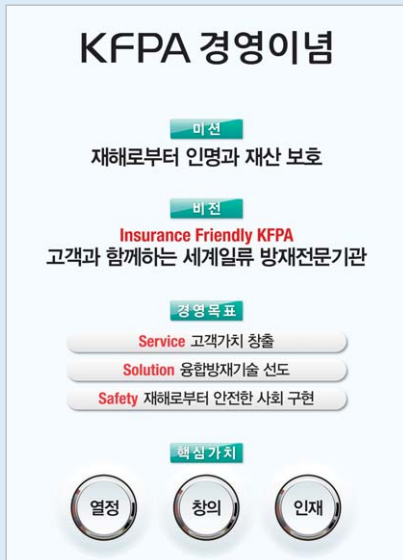 KFPA 경영이념
미션
재해로부터 인명과 재산 보호
비전
Insurance Friendly KFPA
고객과 함께하는 세계일류 방재전문기관
경영목표
Service 고객가치 창출
Solution 융합방재기술 선도
Safety 재해로부터 안전한 사회 구현
핵심가치
열정 창의 인재